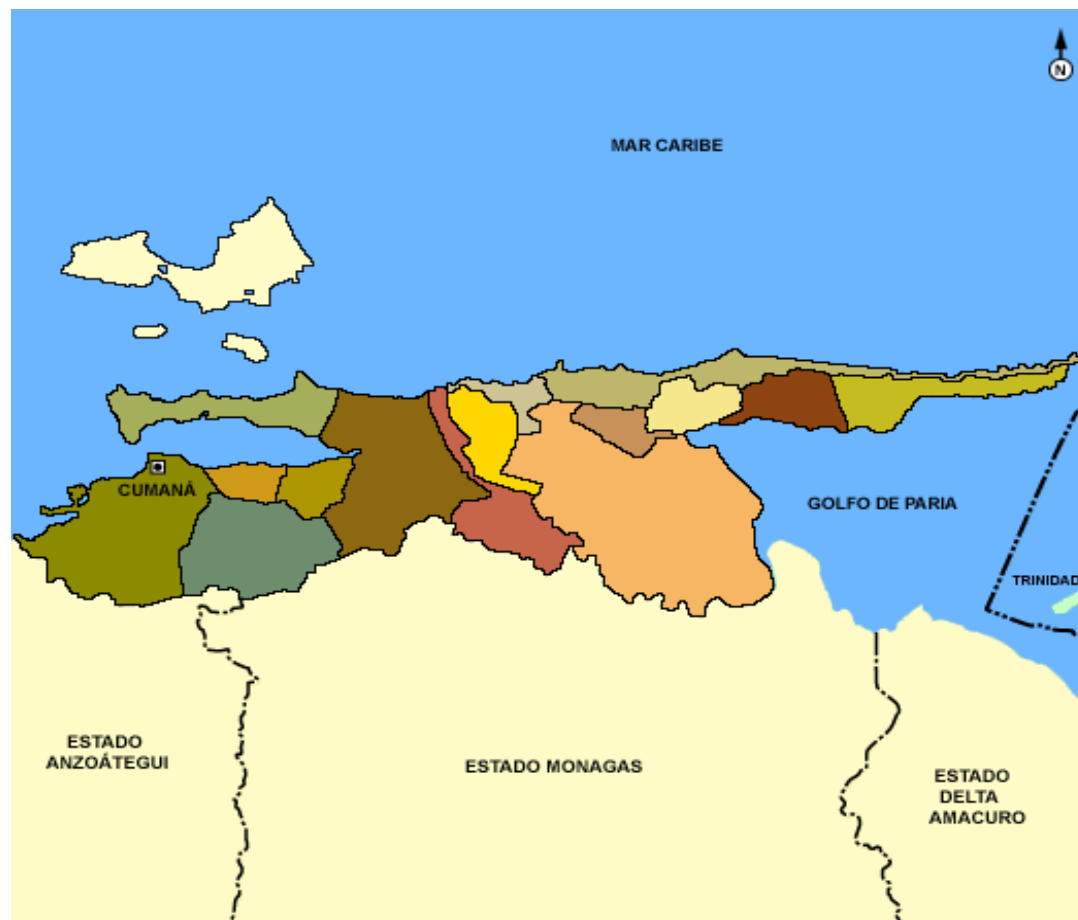 N
MAR CARIBE
CUMANÁ
GOLFO DE PARIA
TRINIDAD
ESTADO
ANZOÁTEGUI
ESTADO MONAGAS
ESTADO
DELTA
AMACURO